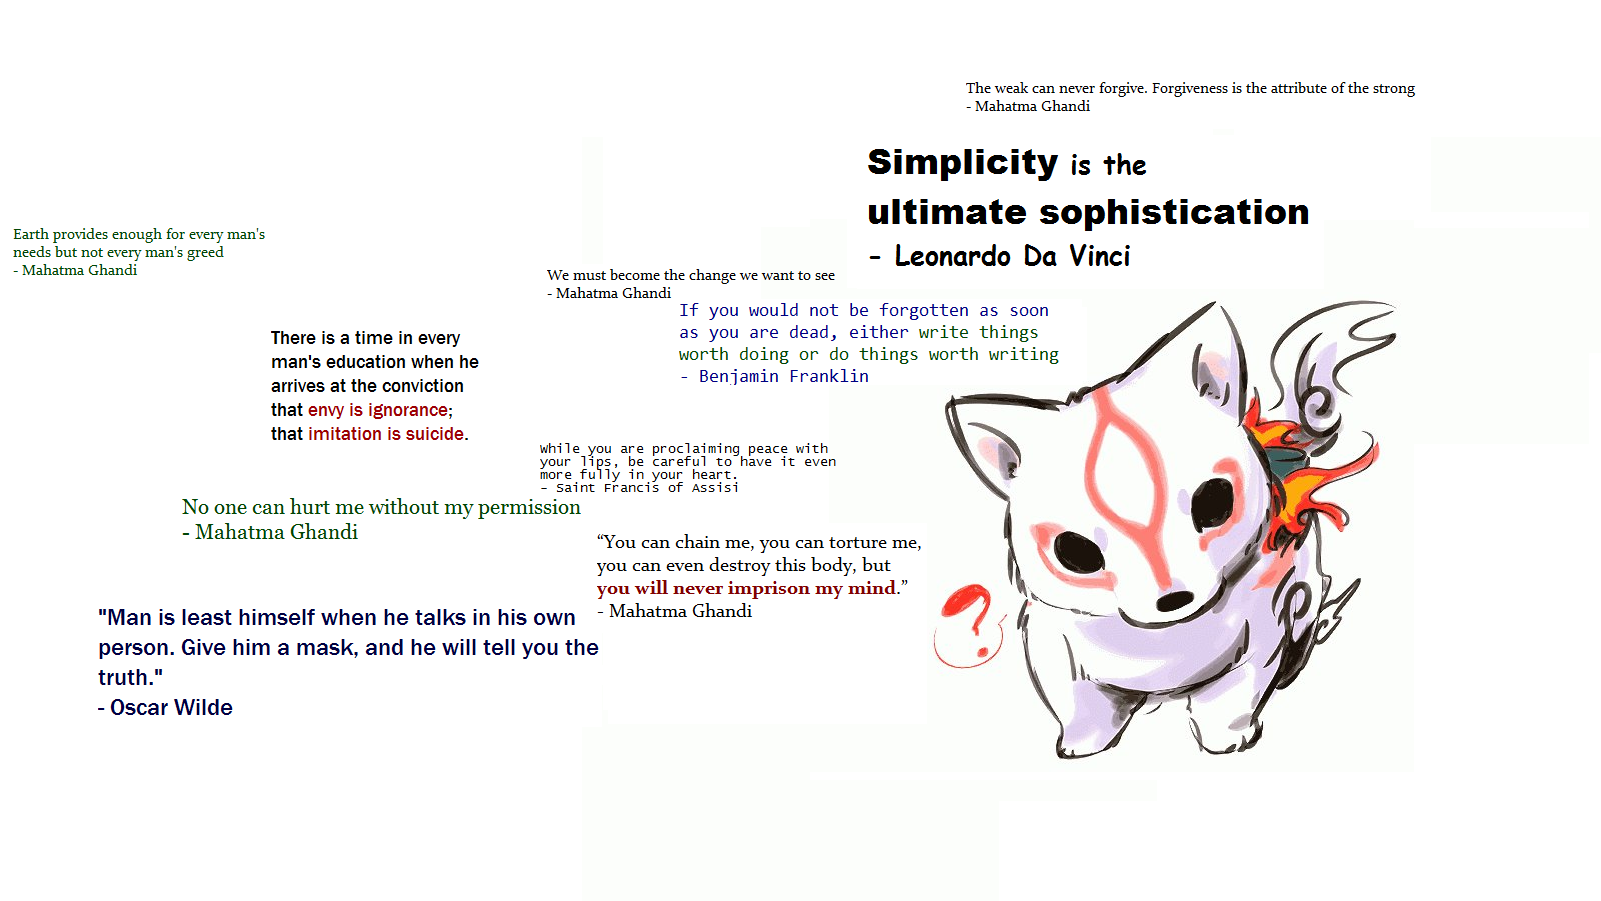 The weak can never forgive. Forgiveness is the attribute of the strong
- Mahatma Ghandi
Simplicity is the
ultimate sophistication
- Leonardo Da Vinci
Earth provides enough for every man's
needs but not every man's greed
- Mahatma Ghandi
We must become the change we want to see
- Mahatma Ghandi
If you would not be forgotten as soon
as you are dead, either write things
worth doing or do things worth writing
- Benjamin Franklin
There is a time in every
man's education when he
arrives at the conviction
that envy is ignorance;
that imitation is suicide.
While you are proclaiming peace with
your lips, be careful to have it even
more fully in your heart.
- Saint Francis of Assisi
No one can hurt me without my permission
- Mahatma Ghandi
“You can chain me, you can torture me,
you can even destroy this body, but
you will never imprison my mind.”
- Mahatma Ghandi
"Man is least himself when he talks in his own
person. Give him a mask, and he will tell you the
truth."
- Oscar Wilde
?